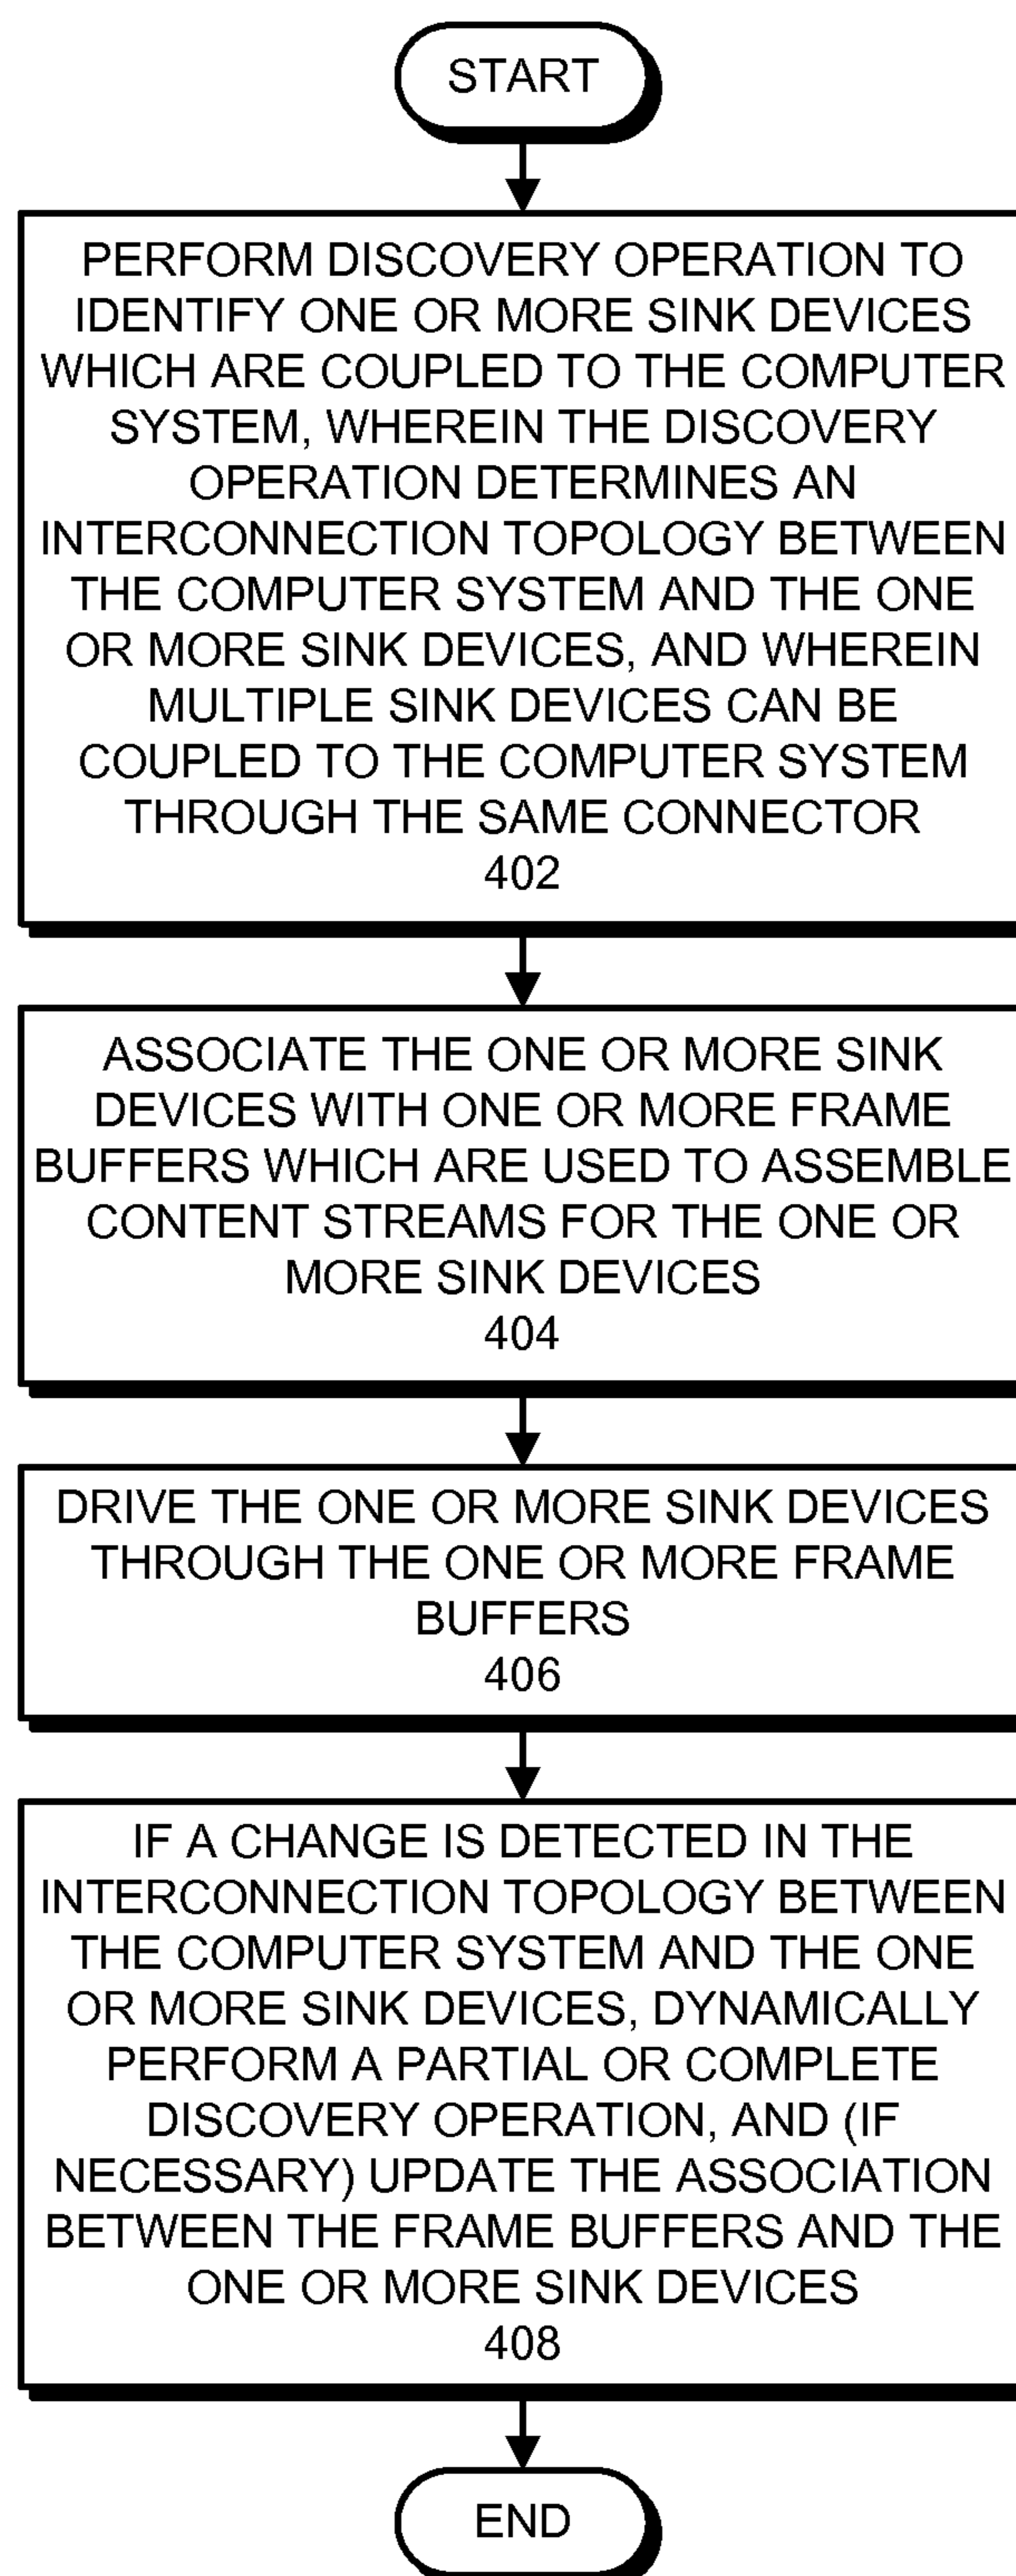 START
PERFORM DISCOVERY OPERATION TO
IDENTIFY ONE OR MORE SINK DEVICES
WHICH ARE COUPLED TO THE COMPUTER
SYSTEM, WHEREIN THE DISCOVERY
OPERATION DETERMINES AN
INTERCONNECTION TOPOLOGY BETWEEN
THE COMPUTER SYSTEM AND THE ONE
OR MORE SINK DEVICES, AND WHEREIN
MULTIPLE SINK DEVICES CAN BE
COUPLED TO THE COMPUTER SYSTEM
THROUGH THE SAME CONNECTOR
402
ASSOCIATE THE ONE OR MORE SINK
DEVICES WITH ONE OR MORE FRAME
BUFFERS WHICH ARE USED TO ASSEMBLE
CONTENT STREAMS FOR THE ONE OR
MORE SINK DEVICES
404
DRIVE THE ONE OR MORE SINK DEVICES
THROUGH THE ONE OR MORE FRAME
BUFFERS
406
IF A CHANGE IS DETECTED IN THE
INTERCONNECTION TOPOLOGY BETWEEN
THE COMPUTER SYSTEM AND THE ONE
OR MORE SINK DEVICES, DYNAMICALLY
PERFORM A PARTIAL OR COMPLETE
DISCOVERY OPERATION, AND (IF
NECESSARY) UPDATE THE ASSOCIATION
BETWEEN THE FRAME BUFFERS AND THE
ONE OR MORE SINK DEVICES
408
END